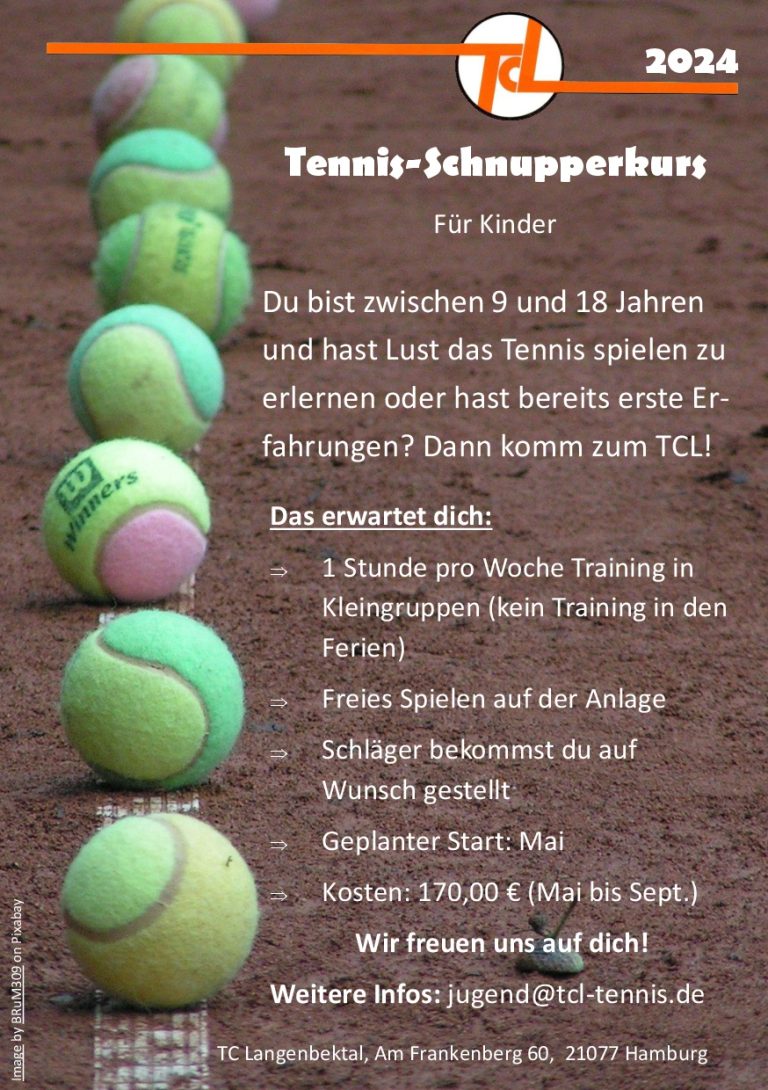 TCL
2024
Tennis-Schnupperkurs
Für Kinder
Du bist zwischen 9 und 18 Jahren
und hast Lust das Tennis spielen zu
erlernen oder hast bereits erste Er-
fahrungen? Dann komm zum TCL!
Das erwartet dich:
⇒ 1 Stunde pro Woche Training in
Kleingruppen (kein Training in den
Ferien)
⇒ Freies Spielen auf der Anlage
⇒ Schläger bekommst du auf
Wunsch gestellt
⇒ Geplanter Start: Mai
⇒ Kosten: 170,00 € (Mai bis Sept.)
Wir freuen uns auf dich!
Weitere Infos: jugend@tcl-tennis.de
TC Langenbektal, Am Frankenberg 60, 21077 Hamburg
Image by BRuM309 on Pixabay
Winners